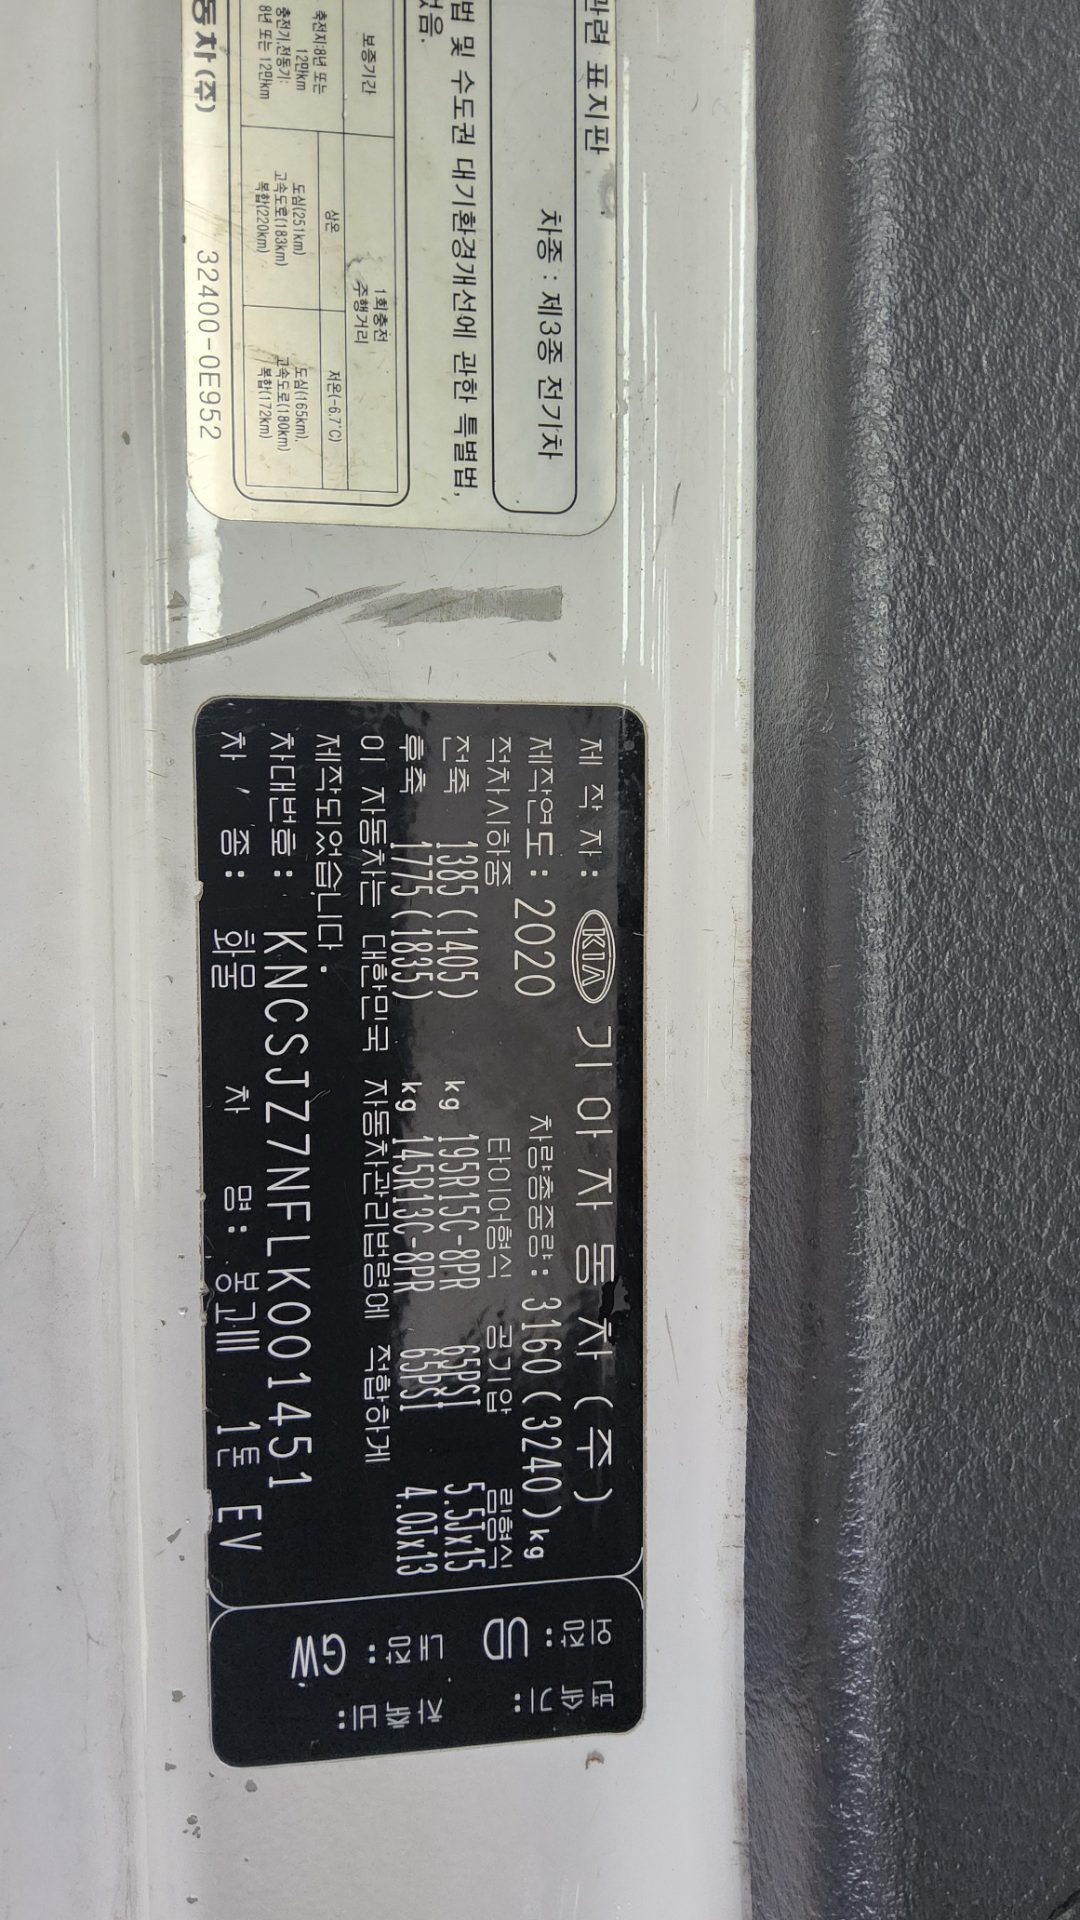 관련 표지판
차종 : 제3종 전기차
법 및 수도권 대기환경개선에 관한 특별법,
보증기간
1회충전
주행거리
상온
저온(-6.7℃)
축전지:8년 또는
12만km
충전기,전동기:
8년 또는 12만km
도심(251km)
고속도로(183km)
복합(220km)
도심(165km),
고속도로(180km)
복합(172km)
동차(주)
32400-0E952
제 작 자 : KIA 기아자동차(주)
제작연도 : 2020 차량총중량 : 3160(3240)kg
적차시하중 타이어형식 공기압 림형식
전축 1385(1405) kg 195R15C-8PR 65PSI 5.5Jx15
후축 1775(1835) kg 145R13C-8PR 65PSI 4.0Jx13
이 자동차는 대한민국 자동차관리법령에 적합하게
제작되었습니다.
차대번호 : KNCSJZ7NFLK001451
차 종 : 화물 차 명 : 봉고III 1톤 EV
외장 : UD
내장 : GW
변 속 기 :
차 축 비 :